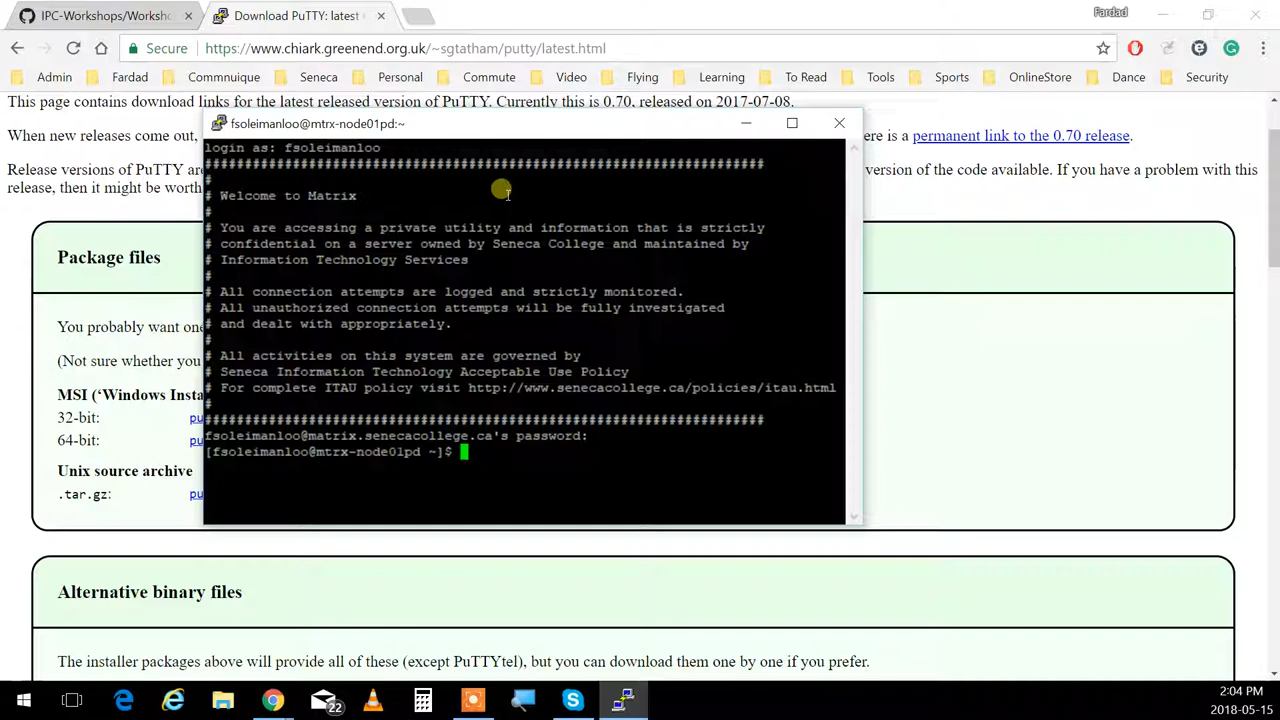 IPC-Workshops/Worksho
Download PuTTY: latest
Fardad
Secure
https://www.chiark.greenend.org.uk/~sgtatham/putty/latest.html
Admin
Fardad
Commnuique
Seneca
Personal
Commute
Video
Flying
Learning
To Read
Tools
Sports
OnlineStore
Dance
Security
This page contains download links for the latest released version of PuTTY. Currently this is 0.70, released on 2017-07-08.
When new releases come out,
ere is a permanent link to the 0.70 release.
Release versions of PuTTY are
version of the code available. If you have a problem with this
release, then it might be worth
fsoleimanloo@mtrx-node01pd:~
login as: fsoleimanloo
###########################################################################
#
# Welcome to Matrix
#
# You are accessing a private utility and information that is strictly
# confidential on a server owned by Seneca College and maintained by
# Information Technology Services
#
# All connection attempts are logged and strictly monitored.
# All unauthorized connection attempts will be fully investigated
# and dealt with appropriately.
#
# All activities on this system are governed by
# Seneca Information Technology Acceptable Use Policy
# For complete ITAU policy visit http://www.senecacollege.ca/policies/itau.html
#
###########################################################################
fsoleimanloo@matrix.senecacollege.ca's password:
[fsoleimanloo@mtrx-node01pd ~]$
Package files
You probably want one
(Not sure whether you
MSI (‘Windows Insta
32-bit: pu
64-bit: pu
Unix source archive
.tar.gz: pu
Alternative binary files
The installer packages above will provide all of these (except PuTTYtel), but you can download them one by one if you prefer.
22
2:04 PM
2018-05-15